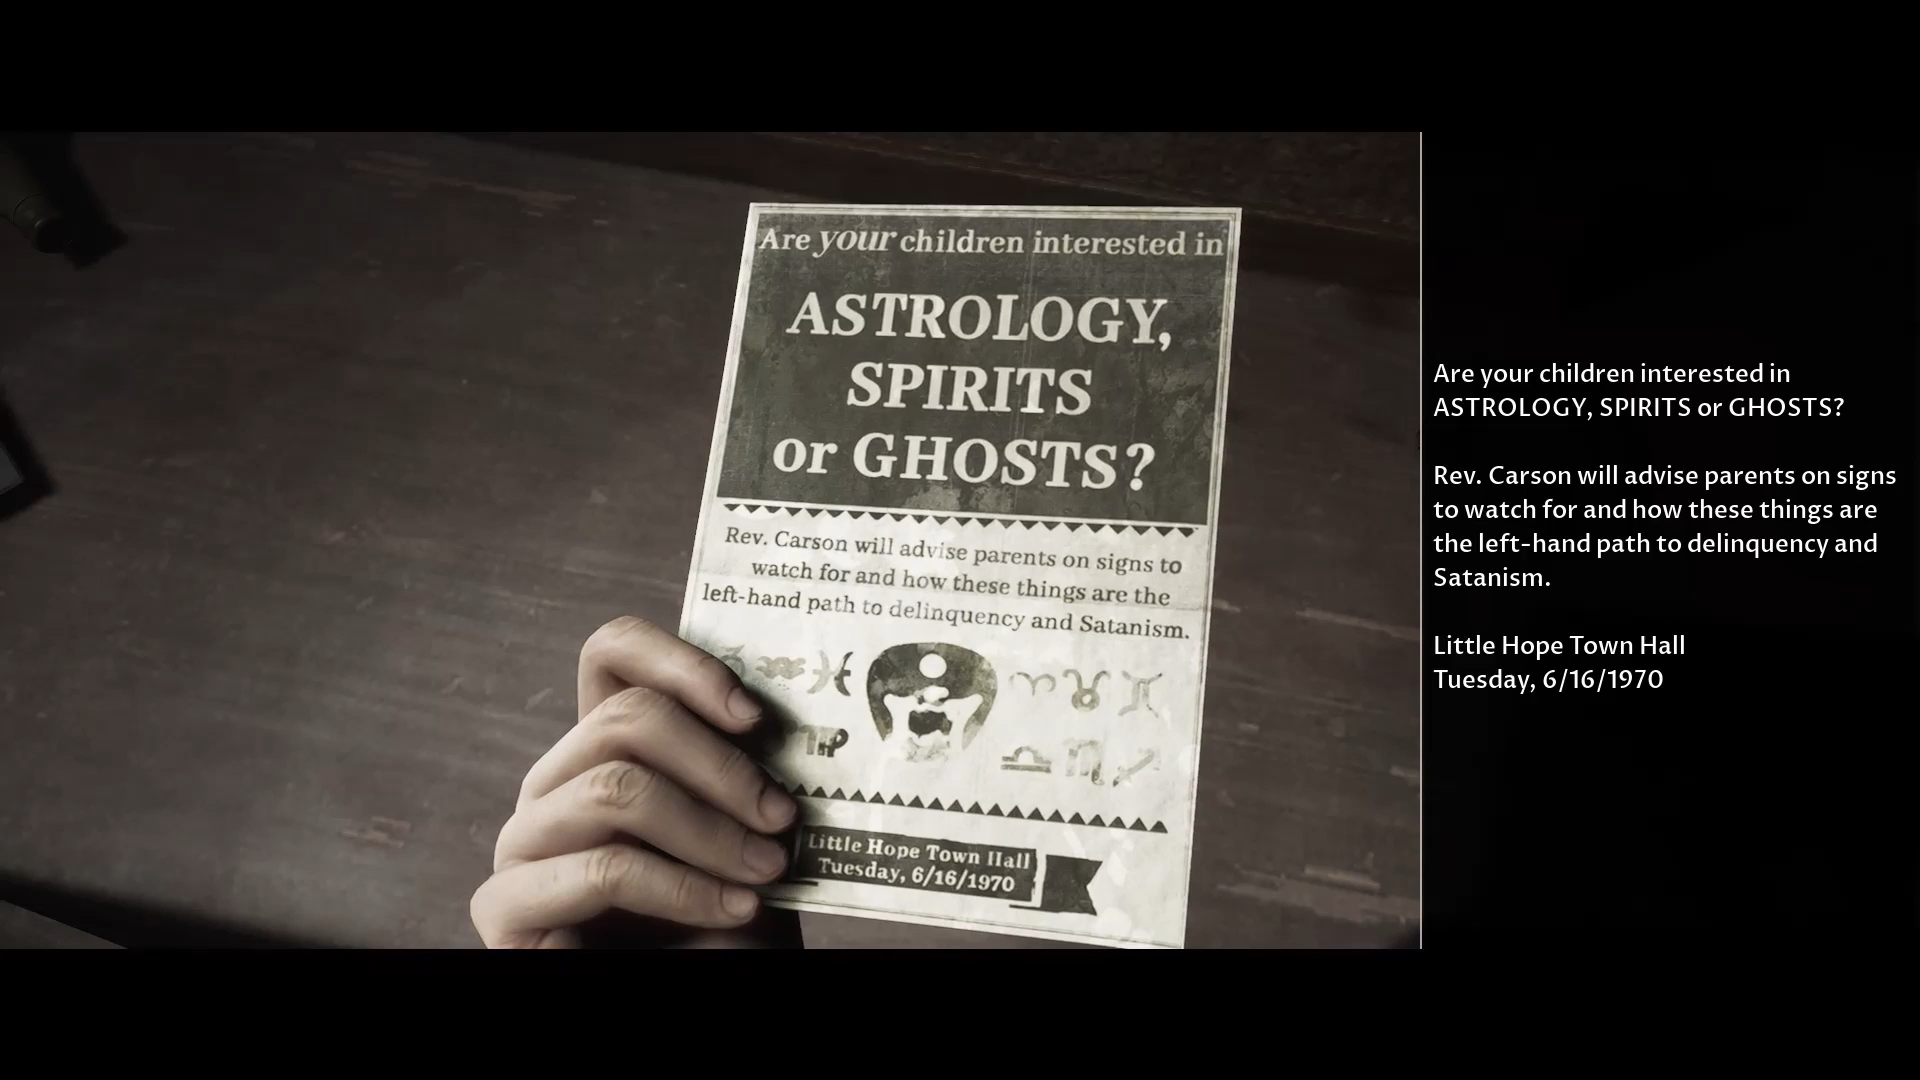 Are your children interested in
ASTROLOGY,
SPIRITS
or GHOSTS?
Rev. Carson will advise parents on signs to
watch for and how these things are the
left-hand path to delinquency and Satanism.
Little Hope Town Hall
Tuesday, 6/16/1970
Are your children interested in
ASTROLOGY, SPIRITS or GHOSTS?
Rev. Carson will advise parents on signs
to watch for and how these things are
the left-hand path to delinquency and
Satanism.
Little Hope Town Hall
Tuesday, 6/16/1970